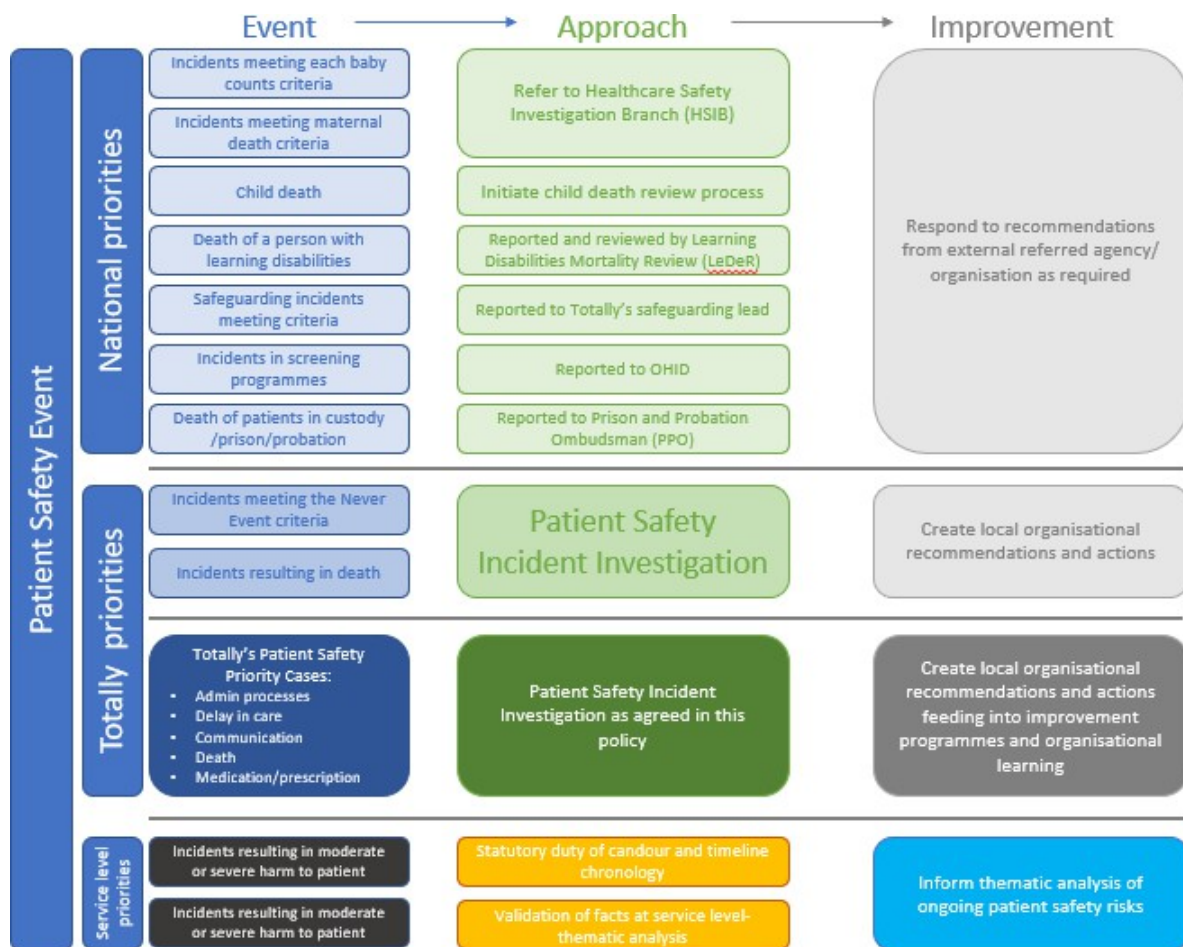 Event
Approach
Improvement
Patient Safety Event
National priorities
Incidents meeting each baby
counts criteria
Incidents meeting maternal
death criteria
Refer to Healthcare Safety
Investigation Branch (HSIB)
Child death
Initiate child death review process
Death of a person with
learning disabilities
Reported and reviewed by Learning
Disabilities Mortality Review (LeDeR)
Safeguarding incidents
meeting criteria
Reported to Totally's safeguarding lead
Incidents in screening
programmes
Reported to OHID
Death of patients in custody
/prison/probation
Reported to Prison and Probation
Ombudsman (PPO)
Respond to recommendations
from external referred agency/
organisation as required
Totally priorities
Incidents meeting the Never
Event criteria
Incidents resulting in death
Patient Safety
Incident Investigation
Create local organisational
recommendations and actions
Totally's Patient Safety
Priority Cases:
• Admin processes
• Delay in care
• Communication
• Death
• Medication/prescription
Patient Safety Incident
Investigation as agreed in this
policy
Create local organisational
recommendations and actions
feeding into improvement
programmes and organisational
learning
Service level
priorities
Incidents resulting in moderate
or severe harm to patient
Statutory duty of candour and timeline
chronology
Incidents resulting in moderate
or severe harm to patient
Validation of facts at service level-
thematic analysis
Inform thematic analysis of
ongoing patient safety risks